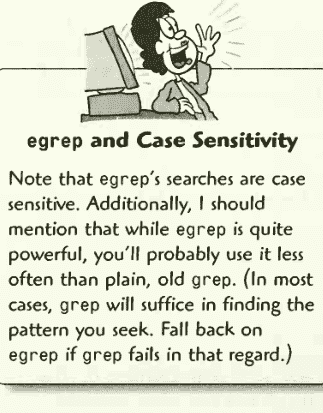 egrep and Case Sensitivity
Note that egrep's searches are case
sensitive. Additionally, I should
mention that while egrep is quite
powerful, you'll probably use it less
often than plain, old grep. (In most
cases, grep will suffice in finding the
pattern you seek. Fall back on
egrep if grep fails in that regard.)